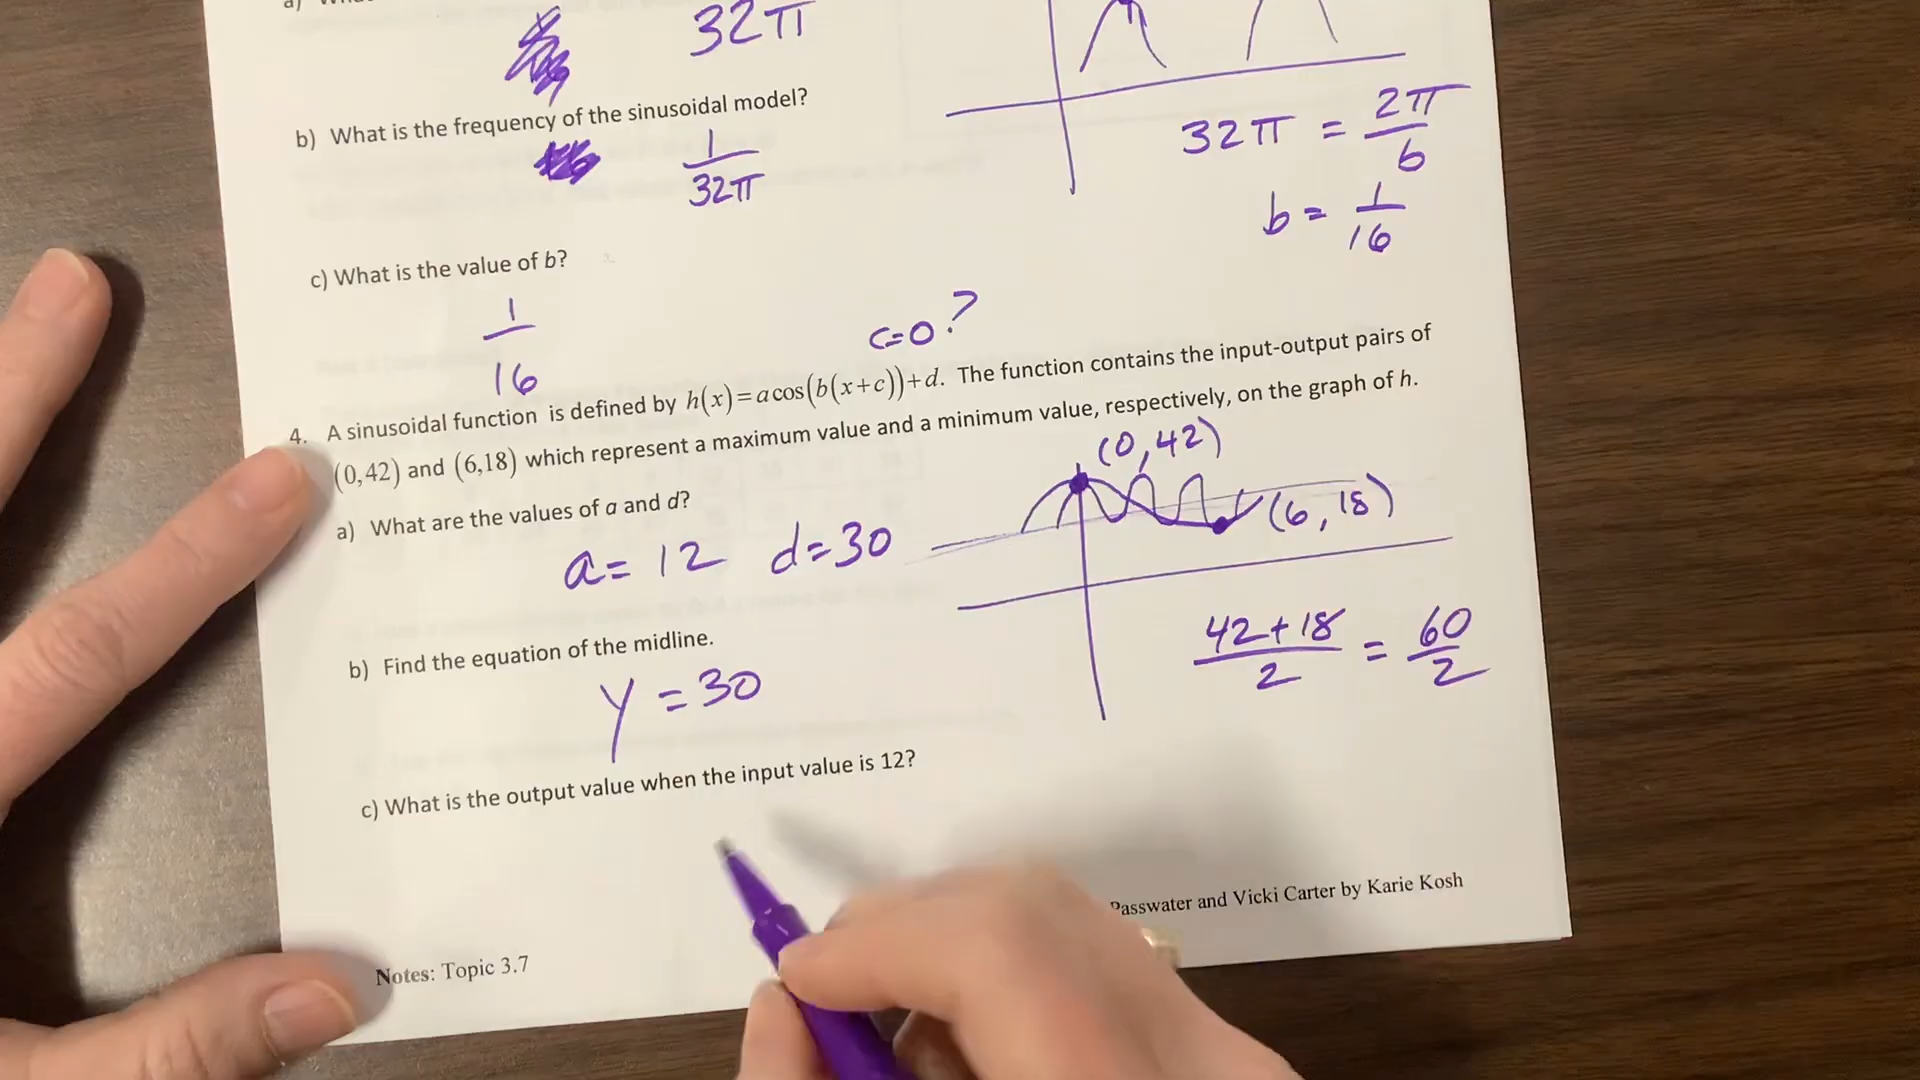 a)
32π
b) What is the frequency of the sinusoidal model?
1
32π
32π = 2π
6
b = 1
16
c) What is the value of b?
1
16
c=0?
4. A sinusoidal function is defined by h(x)=acos(b(x+c))+d. The function contains the input-output pairs of
(0,42) and (6,18) which represent a maximum value and a minimum value, respectively, on the graph of h.
(0,42)
(6,18)
a) What are the values of a and d?
a= 12 d=30
42+18 = 60
2 2
b) Find the equation of the midline.
y = 30
c) What is the output value when the input value is 12?
Passwater and Vicki Carter by Karie Kosh
Notes: Topic 3.7